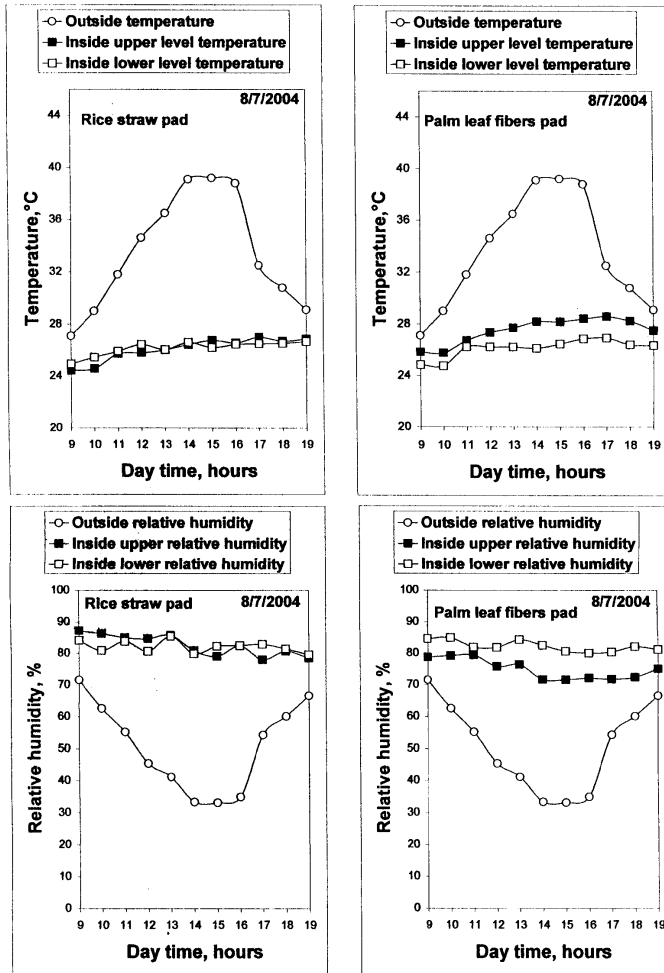 Outside temperature
Inside upper level temperature
Inside lower level temperature
8/7/2004
Rice straw pad
44
40
36
32
28
24
20
Temperature,°C
9 10 11 12 13 14 15 16 17 18 19
Day time, hours
Outside temperature
Inside upper level temperature
Inside lower level temperature
8/7/2004
Palm leaf fibers pad
44
40
36
32
28
24
20
Temperature,°C
9 10 11 12 13 14 15 16 17 18 19
Day time, hours
Outside relative humidity
Inside upper relative humidity
Inside lower relative humidity
Rice straw pad 8/7/2004
100
90
80
70
60
50
40
30
20
10
0
Relative humidity, %
9 10 11 12 13 14 15 16 17 18 19
Day time, hours
Outside relative humidity
Inside upper relative humidity
Inside lower relative humidity
8/7/2004
Palm leaf fibers pad
100
90
80
70
60
50
40
30
20
10
0
Relative humidity, %
9 10 11 12 13 14 15 16 17 18 19
Day time, hours